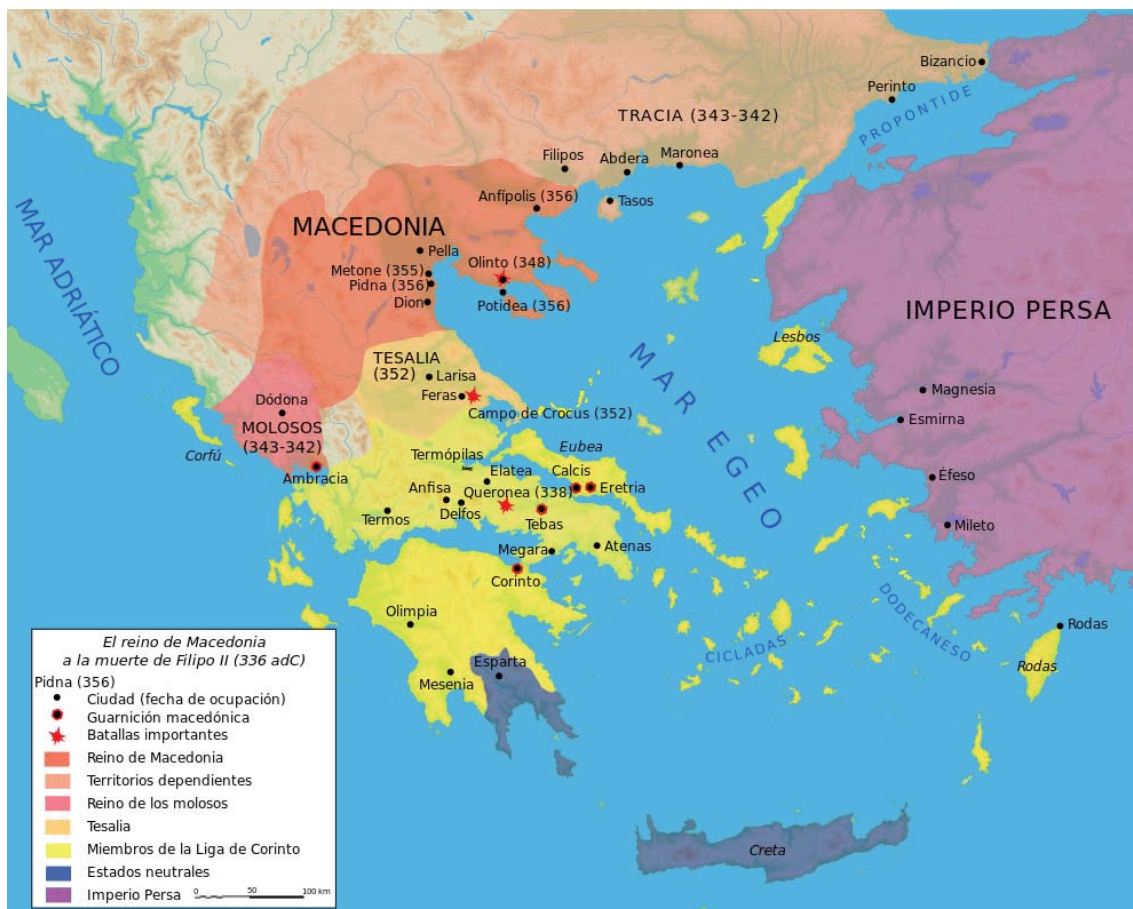 Bizancio
Perinto
PROPONTIDE
TRACIA (343-342)
Filipos
Abdera
Maronea
Anfípolis (356)
Tasos
MAR ADRIÁTICO
MACEDONIA
Pella
Metone (355)
Olinto (348)
Pidna (356)
Dion
Potidea (356)
IMPERIO PERSA
TESALIA
(352)
Larisa
Lesbos
Feras
Campo de Crocus (352)
Magnesia
Dódona
MOLOSOS
(343-342)
Esmirna
MAR EGEO
Corfú
Eubea
Termópilas
Ambracia
Elatea
Calcis
Anfisa
Queronea (338)
Eretria
Éfeso
Delfos
Termos
Tebas
Mileto
Megara
Atenas
Corinto
DODECANESO
Olimpia
Rodas
CICLADAS
Esparta
Rodas
Mesenia
Creta
El reino de Macedonia
a la muerte de Filipo II (336 adC)
Pidna (356)
Ciudad (fecha de ocupación)
Guarnición macedónica
Batallas importantes
Reino de Macedonia
Territorios dependientes
Reino de los molosos
Tesalia
Miembros de la Liga de Corinto
Estados neutrales
Imperio Persa
0 50 100 km